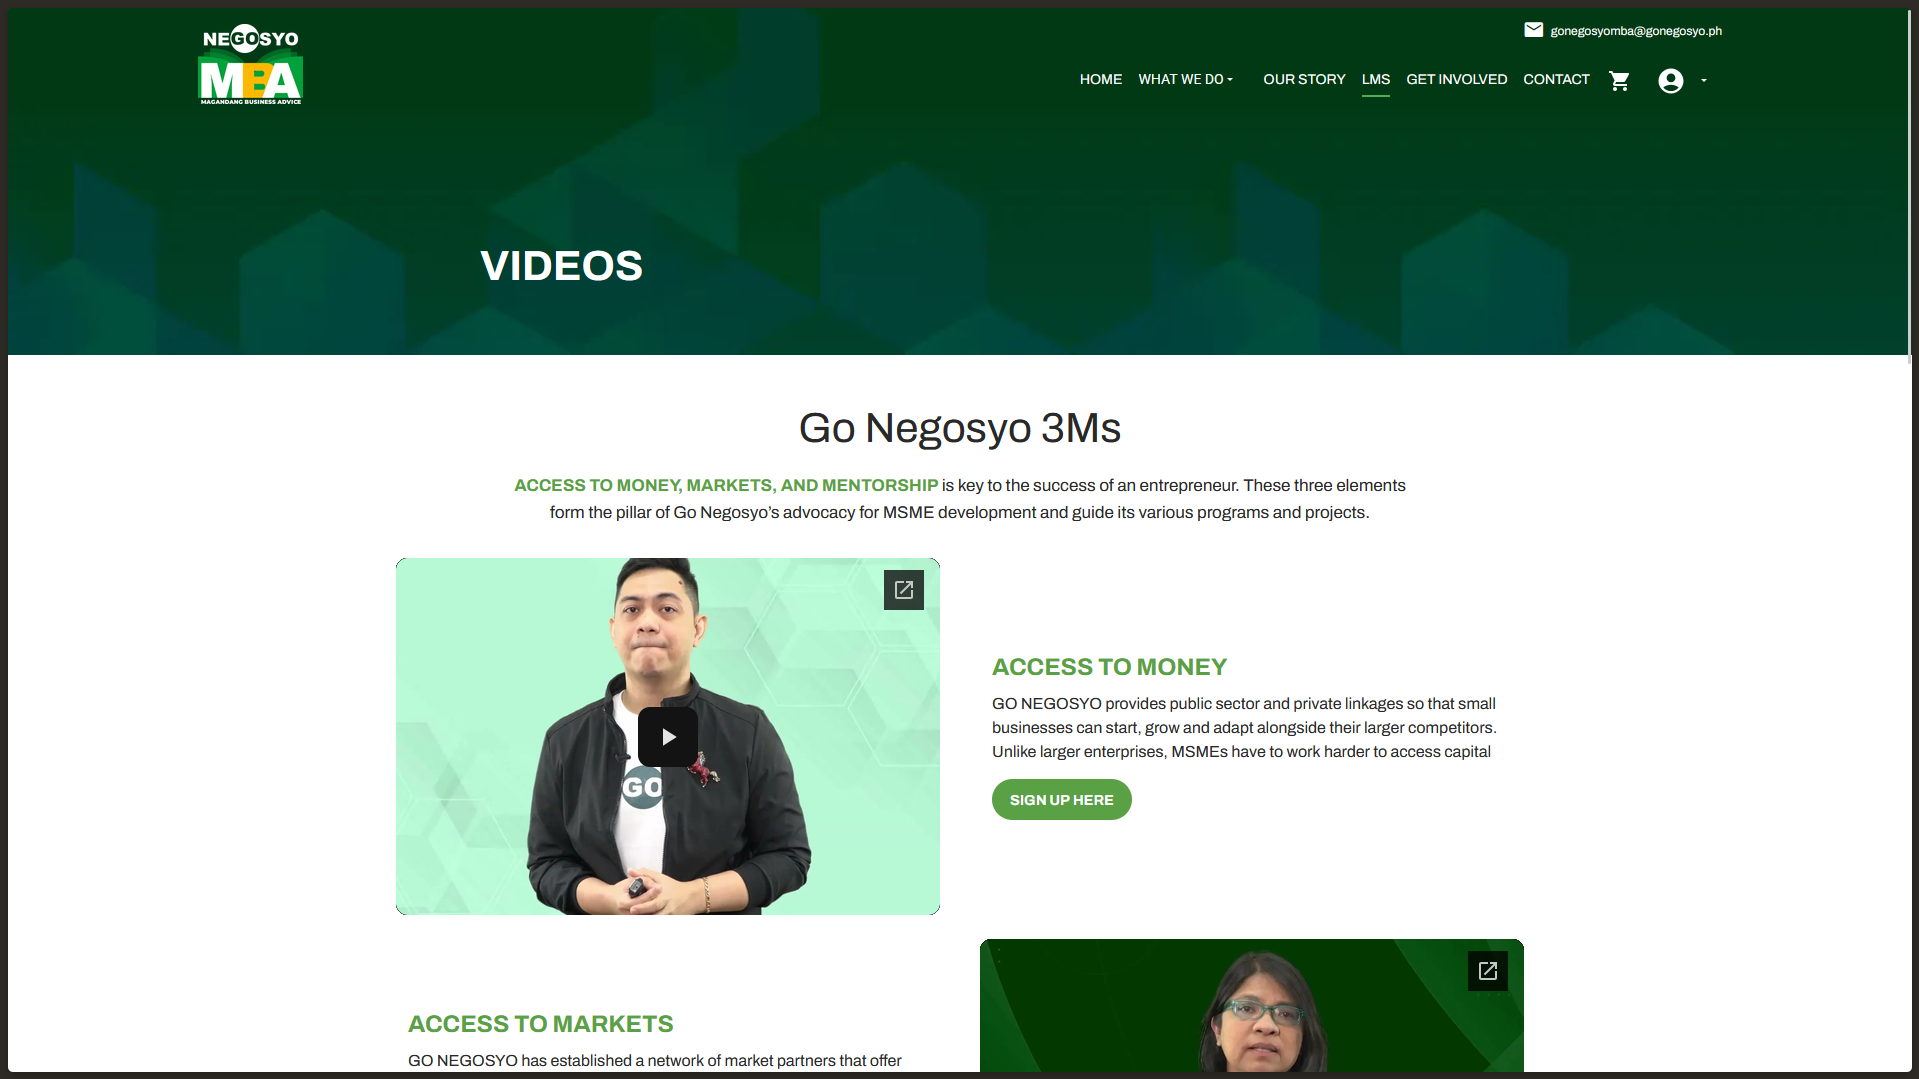 NEGOSYO
MBA
MAGANDANG BUSINESS ADVICE
gonegosyomba@gonegosyo.ph
HOME WHAT WE DO OUR STORY LMS GET INVOLVED CONTACT
VIDEOS
Go Negosyo 3Ms
ACCESS TO MONEY, MARKETS, AND MENTORSHIP is key to the success of an entrepreneur. These three elements
form the pillar of Go Negosyo’s advocacy for MSME development and guide its various programs and projects.
GO
ACCESS TO MONEY
GO NEGOSYO provides public sector and private linkages so that small
businesses can start, grow and adapt alongside their larger competitors.
Unlike larger enterprises, MSMEs have to work harder to access capital
SIGN UP HERE
ACCESS TO MARKETS
GO NEGOSYO has established a network of market partners that offer